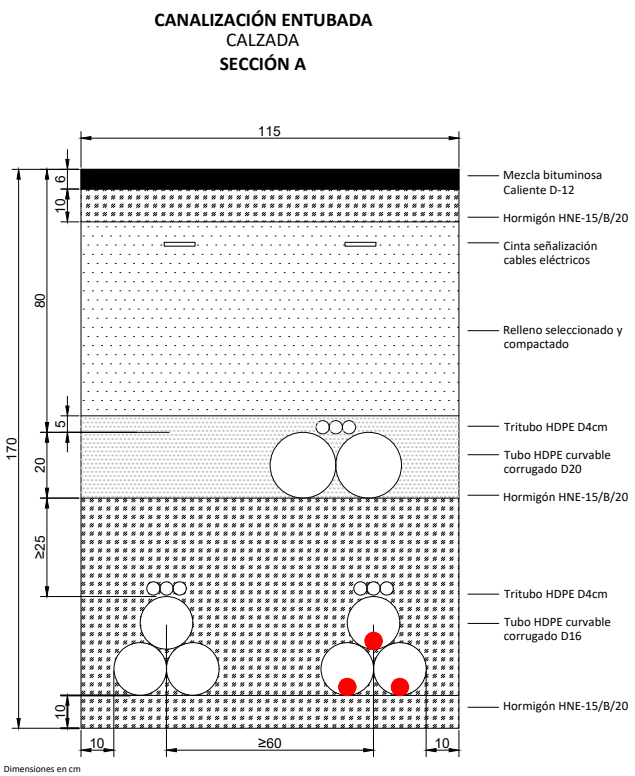 CANALIZACIÓN ENTUBADA
CALZADA
SECCIÓN A
115
6
10
80
5
170
20
≥25
10
10
≥60
10
Mezcla bituminosa
Caliente D-12
Hormigón HNE-15/B/20
Cinta señalización
cables eléctricos
Relleno seleccionado y
compactado
Tritubo HDPE D4cm
Tubo HDPE curvable
corrugado D20
Hormigón HNE-15/B/20
Tritubo HDPE D4cm
Tubo HDPE curvable
corrugado D16
Hormigón HNE-15/B/20
Dimensiones en cm